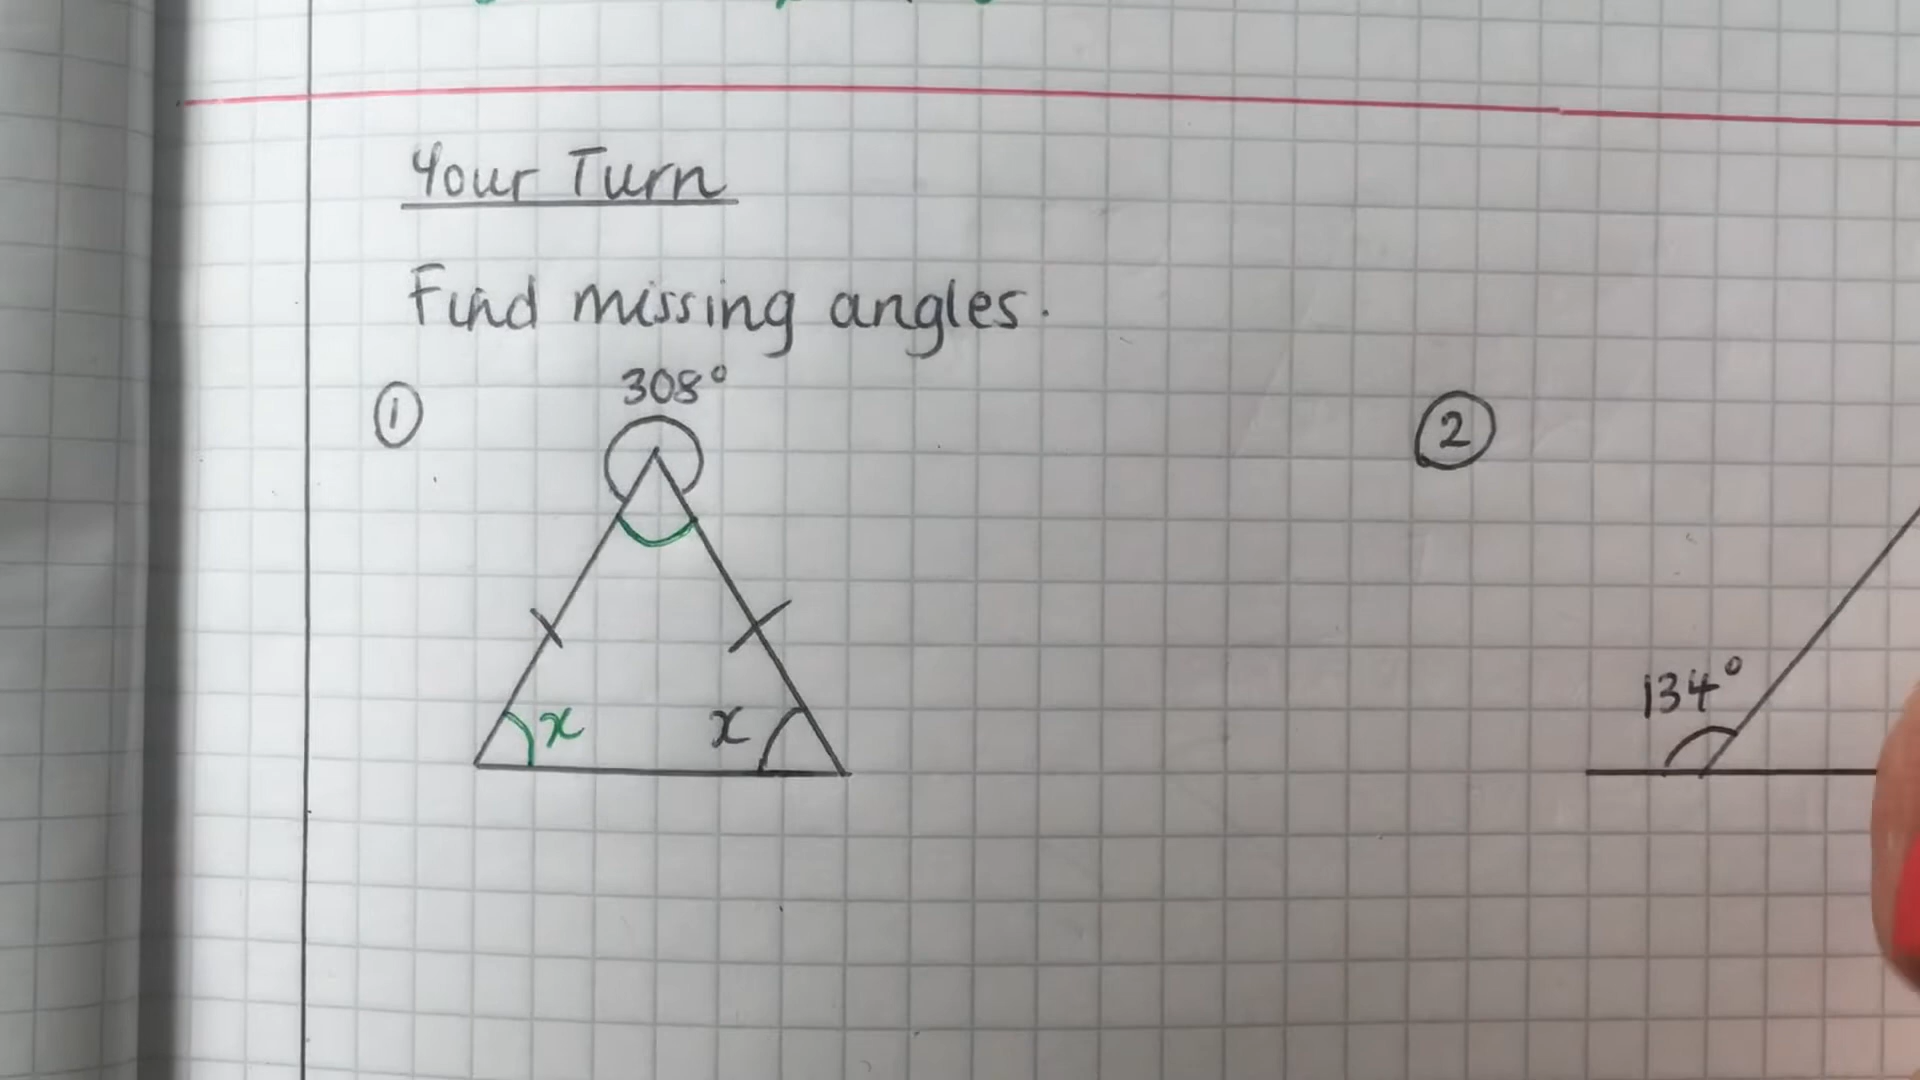 Your Turn
Find missing angles.
308°
①
②
x
x
134°